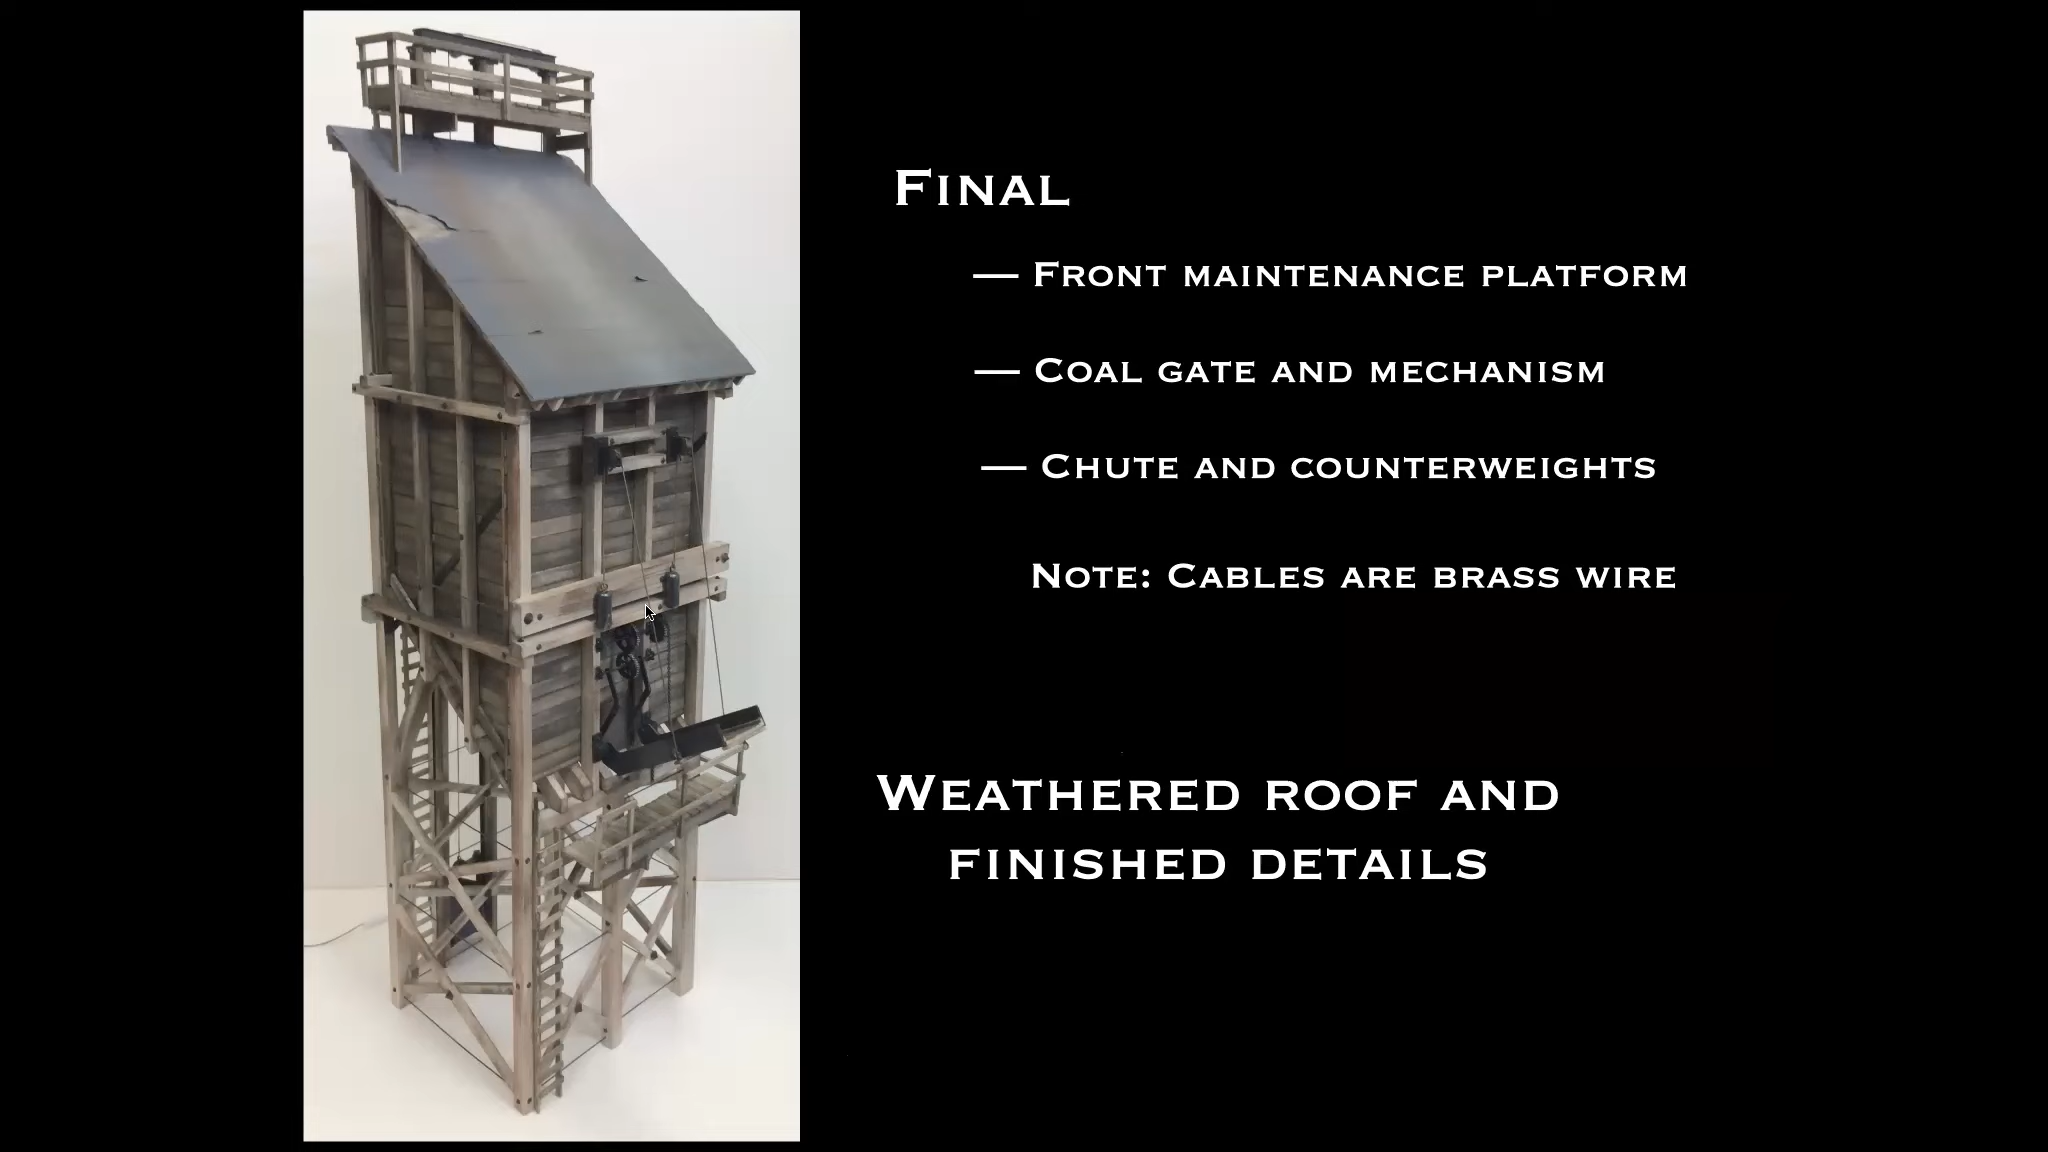 Final
— Front maintenance platform
— Coal gate and mechanism
— Chute and counterweights
Note: Cables are brass wire
Weathered roof and
finished details